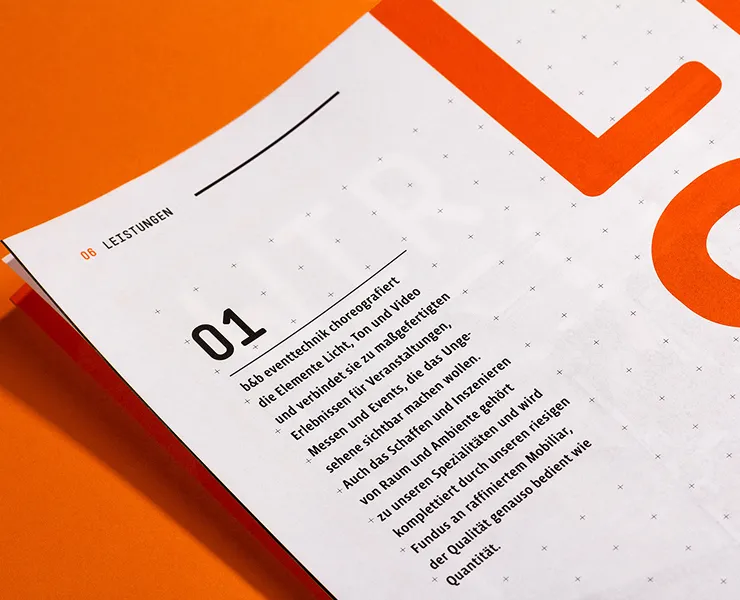 06 LEISTUNGEN
01
b&b eventtechnik choreografiert
die Elemente Licht, Ton und Video
und verbindet sie zu maßgefertigten
Erlebnissen für Veranstaltungen,
Messen und Events, die das Unge-
sehene sichtbar machen wollen.
Auch das Schaffen und Inszenieren
von Raum und Ambiente gehört
zu unseren Spezialitäten und wird
komplettiert durch unseren riesigen
Fundus an raffiniertem Mobiliar,
der Qualität genauso bedient wie
Quantität.